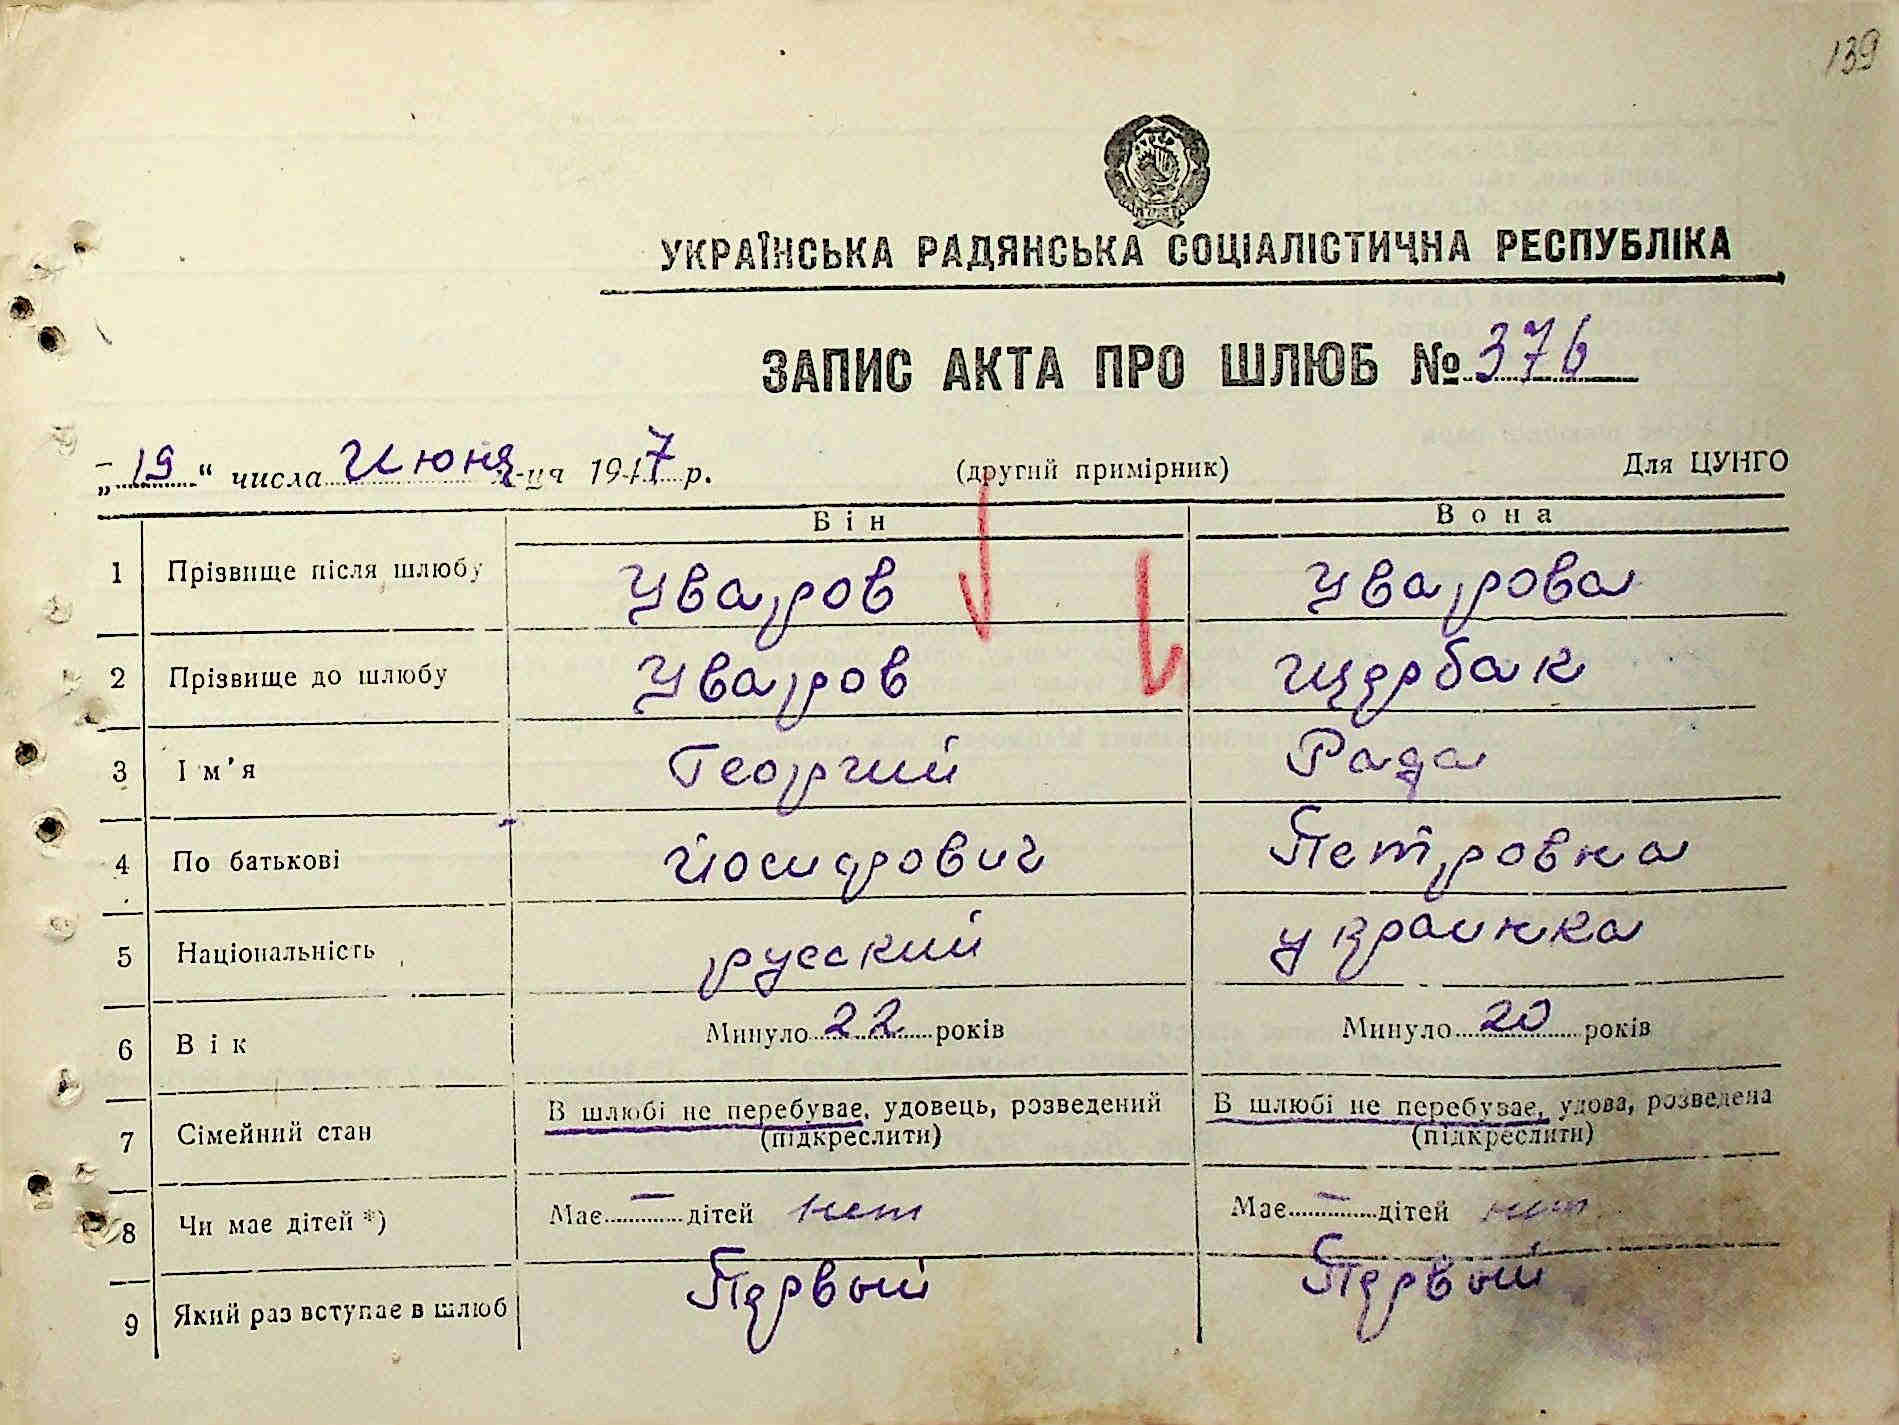 139
УКРАЇНСЬКА РАДЯНСЬКА СОЦІАЛІСТИЧНА РЕСПУБЛІКА
ЗАПИС АКТА ПРО ШЛЮБ № 376
„19“ числа Июня м-ця 1947 р. (другий примірник) Для ЦУНГО
Він Вона
1 Прізвище після шлюбу Уваров Уварова
2 Прізвище до шлюбу Уваров Щербак
3 Ім'я Георгий Рада
4 По батькові Йосифович Петровна
5 Національність русский украинка
6 Вік Минуло 22 років Минуло 20 років
7 Сімейний стан В шлюбі не перебуває, удовець, розведений В шлюбі не перебуває, удова, розведена
(підкреслити) (підкреслити)
8 Чи має дітей *) Має — дітей нет Має — дітей нет
9 Який раз вступає в шлюб Первый Первый